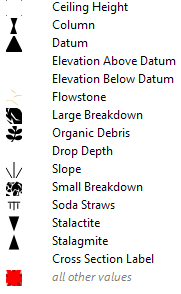 Ceiling Height
Column
Datum
Elevation Above Datum
Elevation Below Datum
Flowstone
Large Breakdown
Organic Debris
Drop Depth
Slope
Small Breakdown
Soda Straws
Stalactite
Stalagmite
Cross Section Label
all other values